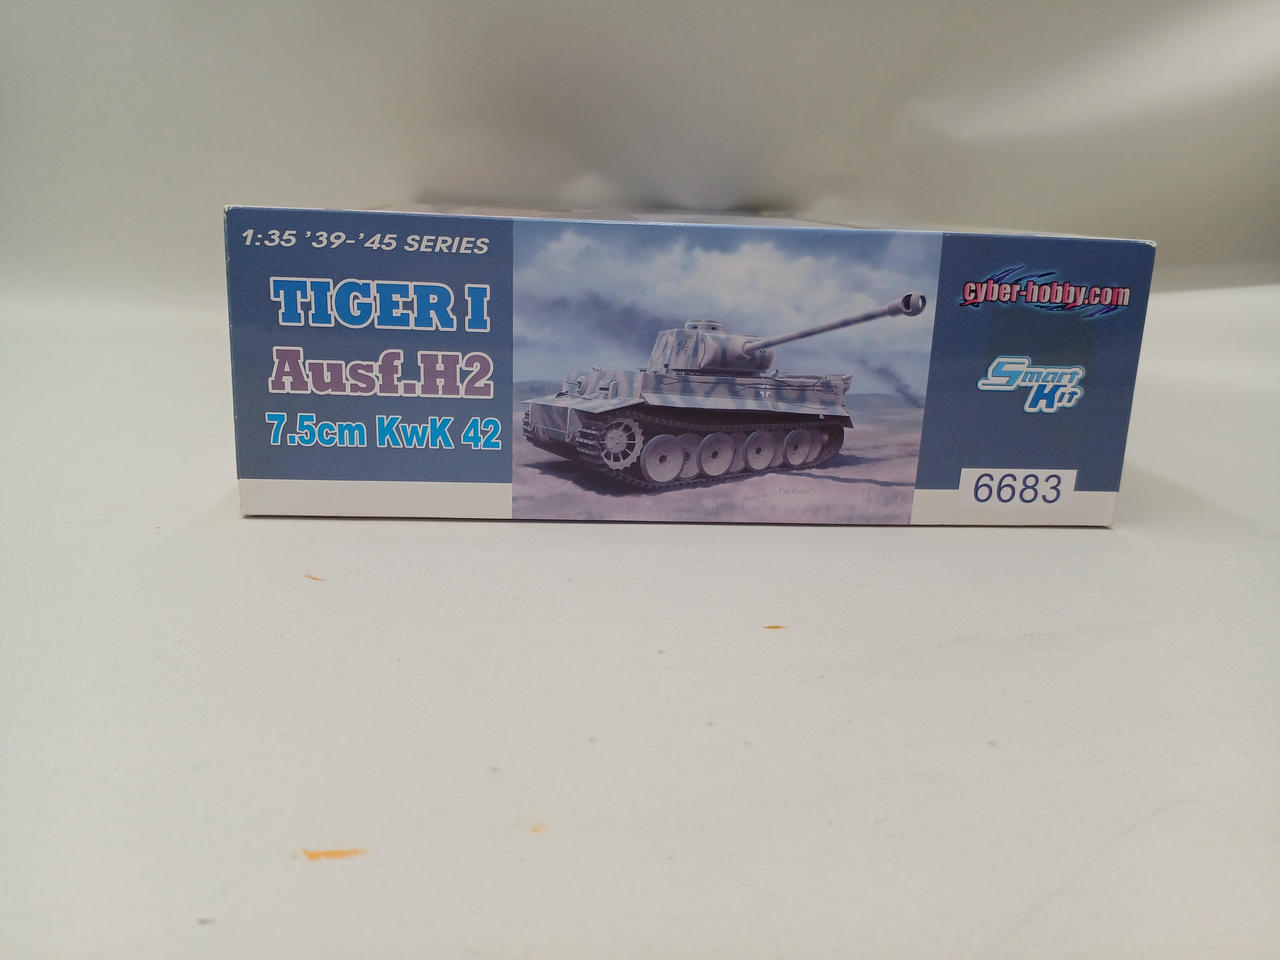 1:35 '39-'45 SERIES
TIGER I
Ausf.H2
7.5cm KwK 42
cyber-hobby.com
Smart
Kit
6683